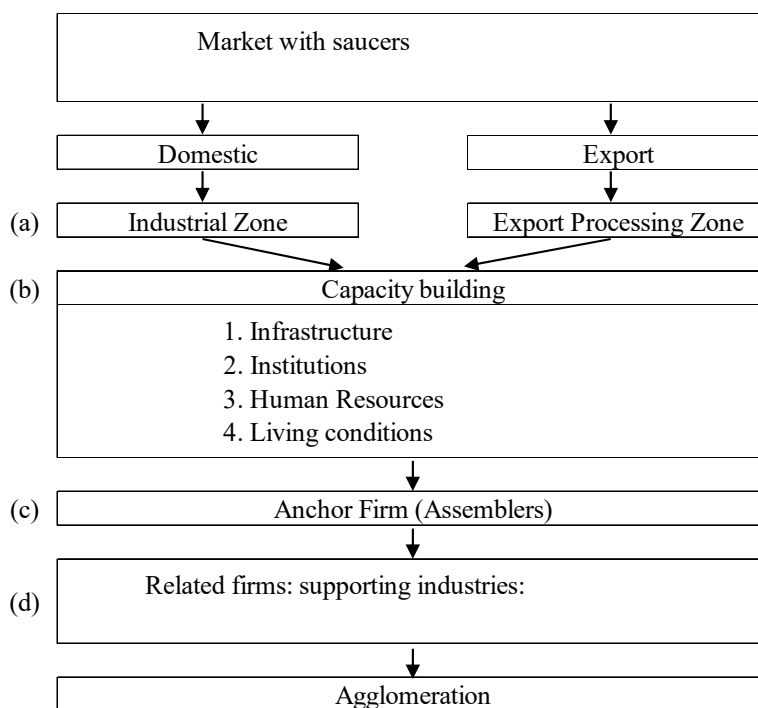 Market with saucers
Domestic
Export
(a)
Industrial Zone
Export Processing Zone
(b)
Capacity building
1. Infrastructure
2. Institutions
3. Human Resources
4. Living conditions
(c)
Anchor Firm (Assemblers)
(d)
Related firms: supporting industries:
Agglomeration